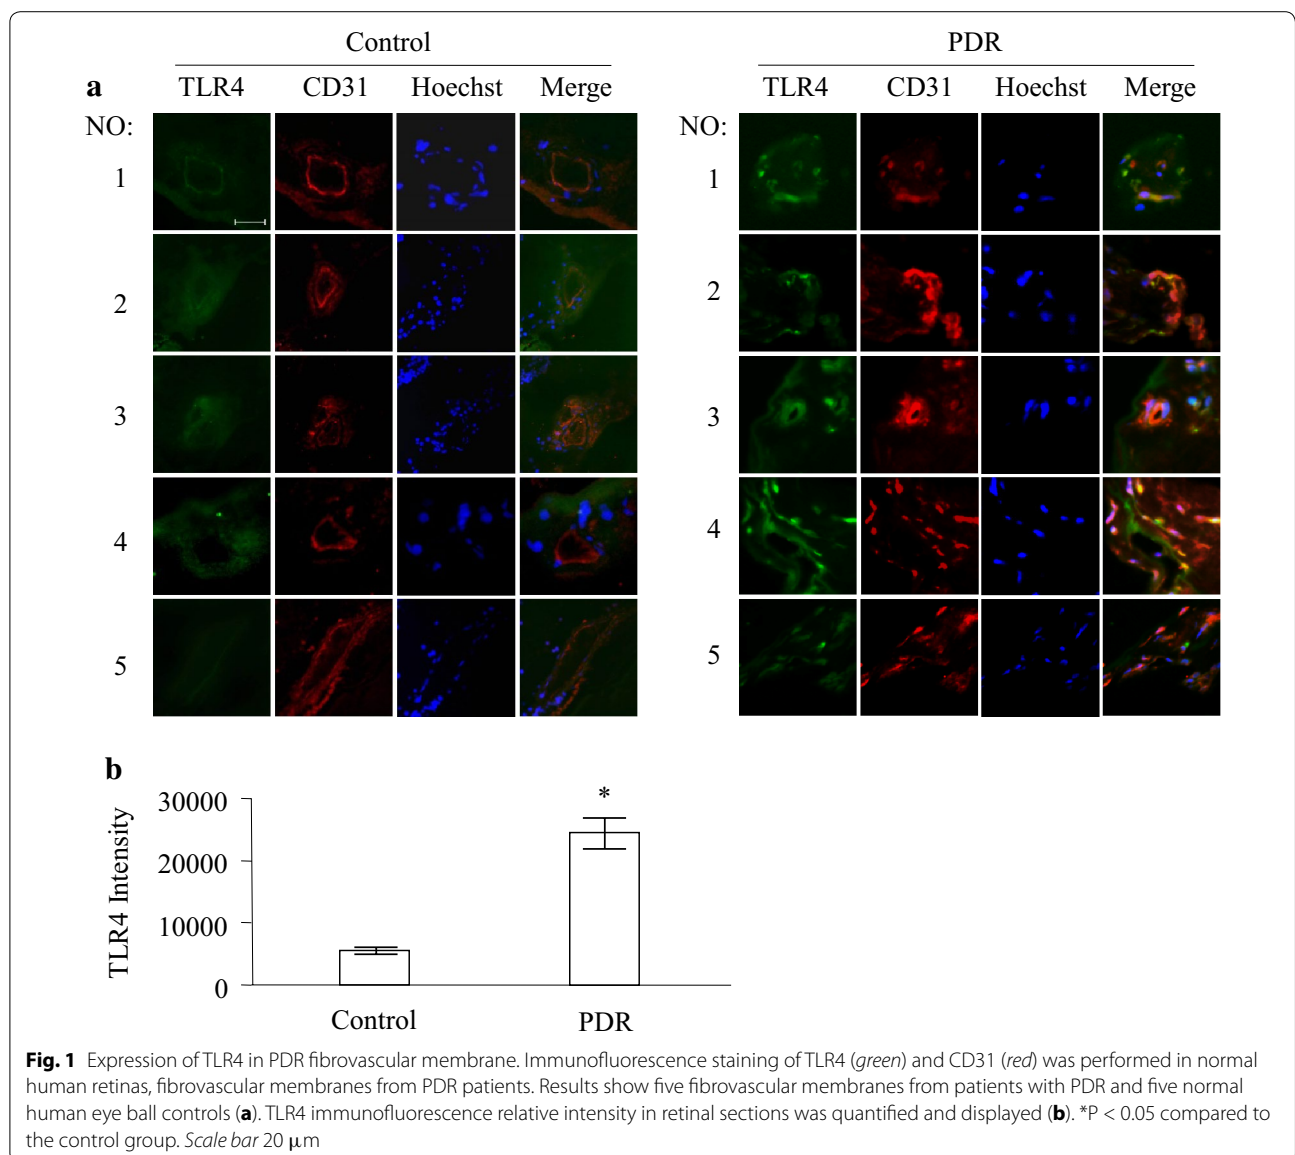 Control
PDR
a
TLR4 CD31 Hoechst Merge
TLR4 CD31 Hoechst Merge
NO:
1
2
3
4
5
NO:
1
2
3
4
5
b
TLR4 Intensity
30000
20000
10000
0
*
Control
PDR
Fig. 1 Expression of TLR4 in PDR fibrovascular membrane. Immunofluorescence staining of TLR4 (green) and CD31 (red) was performed in normal
human retinas, fibrovascular membranes from PDR patients. Results show five fibrovascular membranes from patients with PDR and five normal
human eye ball controls (a). TLR4 immunofluorescence relative intensity in retinal sections was quantified and displayed (b). *P < 0.05 compared to
the control group. Scale bar 20 μm